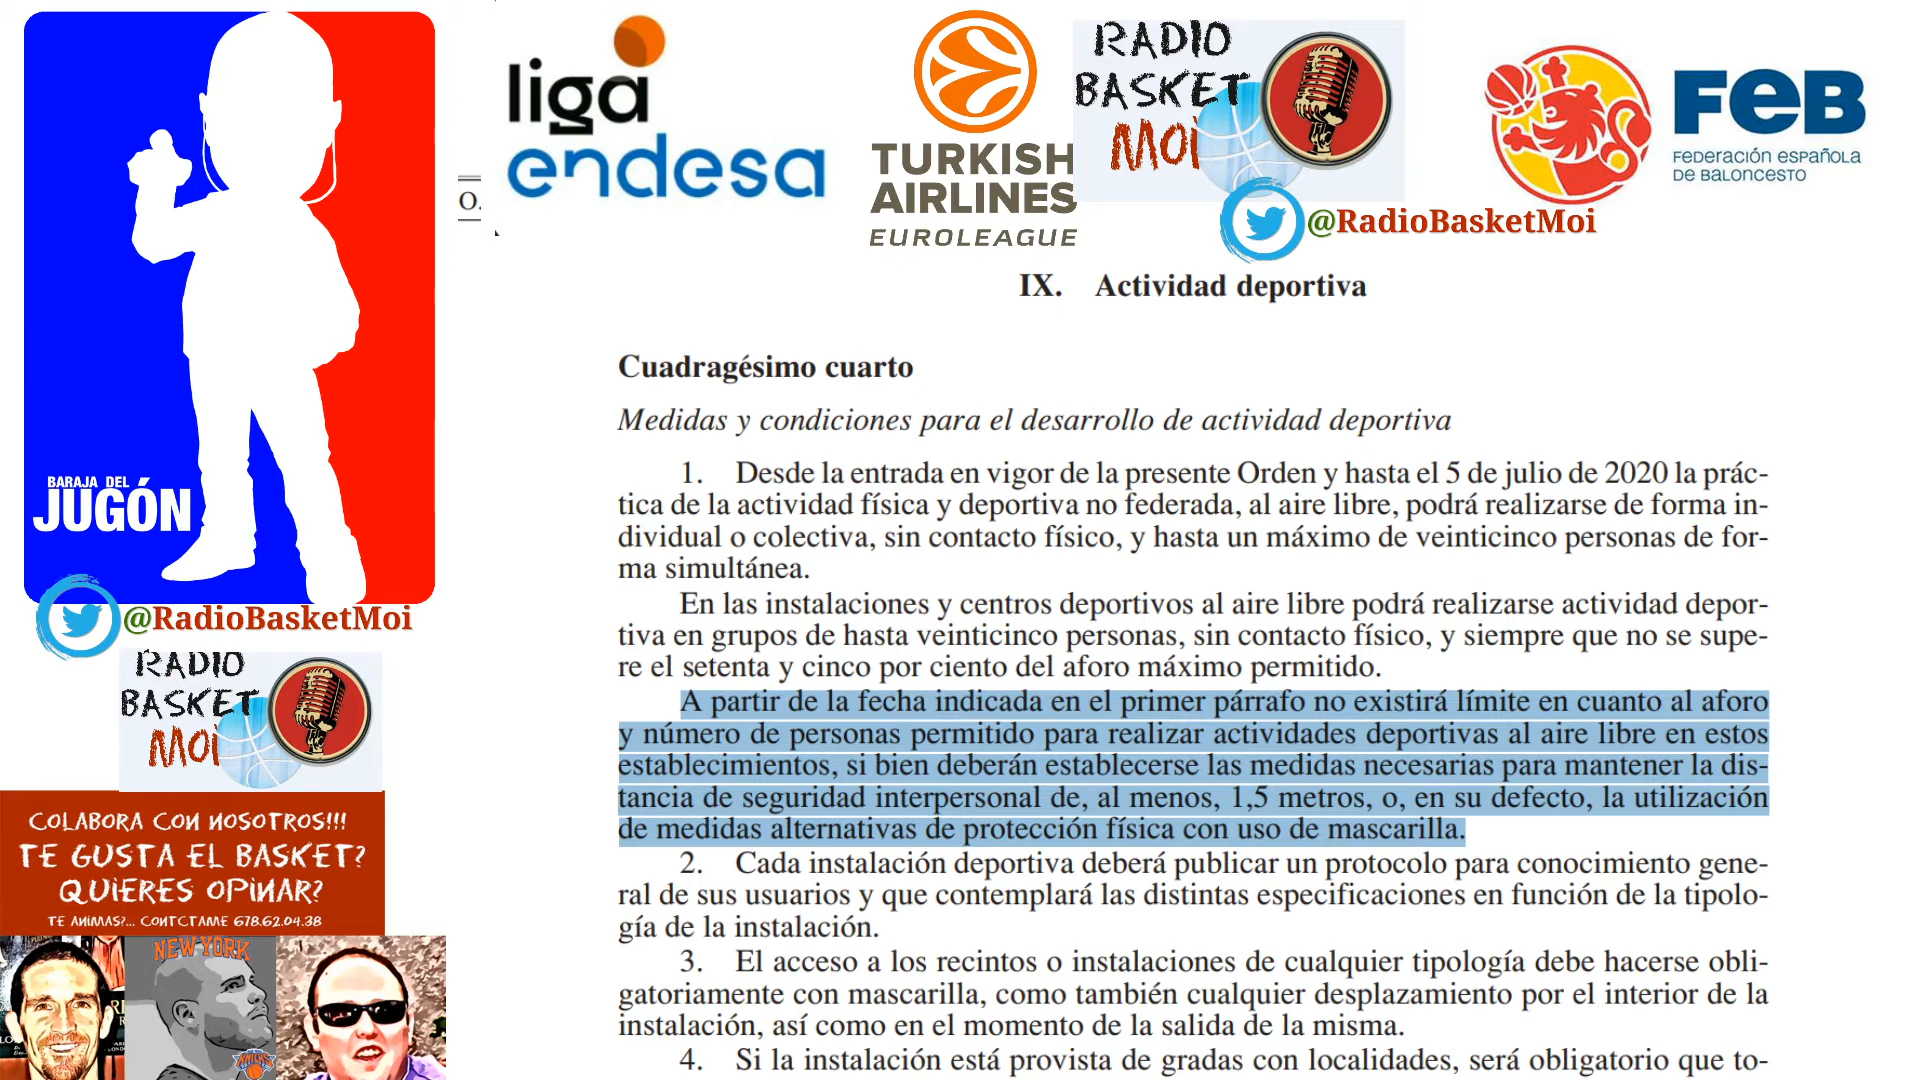 liga
endesa
TURKISH
AIRLINES
EUROLEAGUE
RADIO
BASKET
MOi
@RadioBasketMoi
FEB
FEDERACIÓN ESPAÑOLA
DE BALONCESTO
O.
BARAJA DEL
JUGÓN
@RadioBasketMoi
RADIO
BASKET
MOi
COLABORA CON NOSOTROS!!!
TE GUSTA EL BASKET?
QUIERES OPINAR?
TE ANIMAS?... CONTCTAME 678.62.04.38
NEW YORK
KNICKS
IX. Actividad deportiva
Cuadragésimo cuarto
Medidas y condiciones para el desarrollo de actividad deportiva
1. Desde la entrada en vigor de la presente Orden y hasta el 5 de julio de 2020 la prác-
tica de la actividad física y deportiva no federada, al aire libre, podrá realizarse de forma in-
dividual o colectiva, sin contacto físico, y hasta un máximo de veinticinco personas de for-
ma simultánea.
En las instalaciones y centros deportivos al aire libre podrá realizarse actividad depor-
tiva en grupos de hasta veinticinco personas, sin contacto físico, y siempre que no se supe-
re el setenta y cinco por ciento del aforo máximo permitido.
A partir de la fecha indicada en el primer párrafo no existirá límite en cuanto al aforo
y número de personas permitido para realizar actividades deportivas al aire libre en estos
establecimientos, si bien deberán establecerse las medidas necesarias para mantener la dis-
tancia de seguridad interpersonal de, al menos, 1,5 metros, o, en su defecto, la utilización
de medidas alternativas de protección física con uso de mascarilla.
2. Cada instalación deportiva deberá publicar un protocolo para conocimiento gene-
ral de sus usuarios y que contemplará las distintas especificaciones en función de la tipolo-
gía de la instalación.
3. El acceso a los recintos o instalaciones de cualquier tipología debe hacerse obli-
gatoriamente con mascarilla, como también cualquier desplazamiento por el interior de la
instalación, así como en el momento de la salida de la misma.
4. Si la instalación está provista de gradas con localidades, será obligatorio que to-